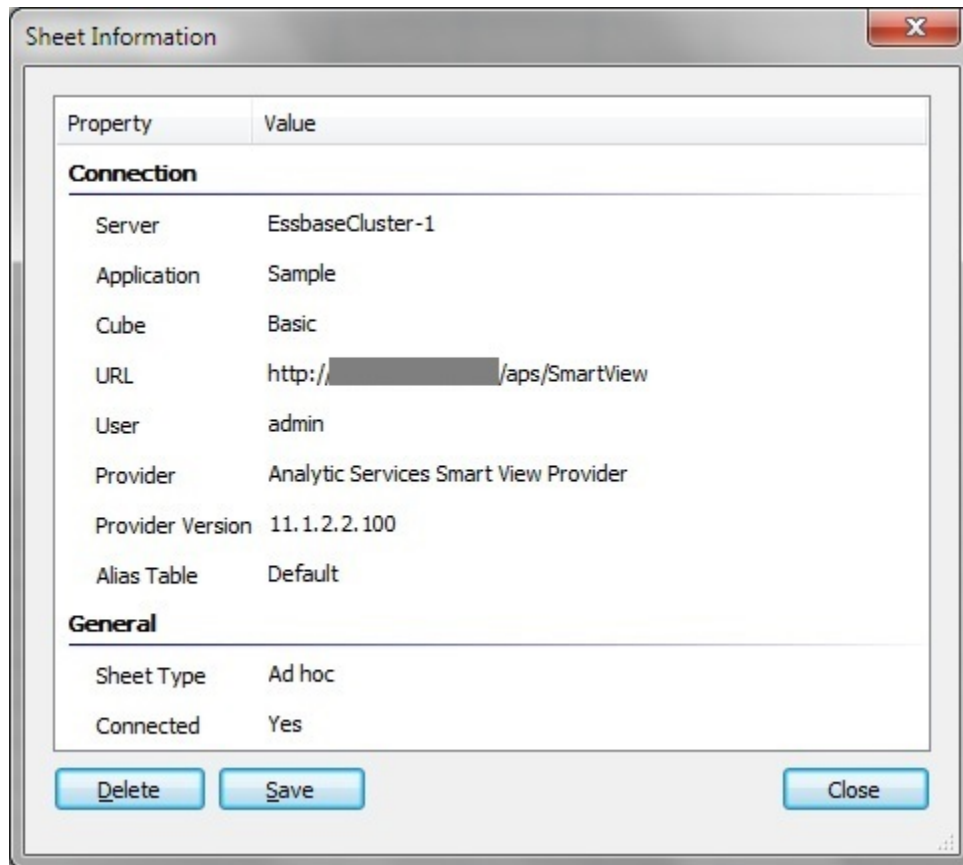 Sheet Information
Property Value
Connection
Server EssbaseCluster-1
Application Sample
Cube Basic
URL http:// /aps/SmartView
User admin
Provider Analytic Services Smart View Provider
Provider Version 11.1.2.2.100
Alias Table Default
General
Sheet Type Ad hoc
Connected Yes
Delete Save Close